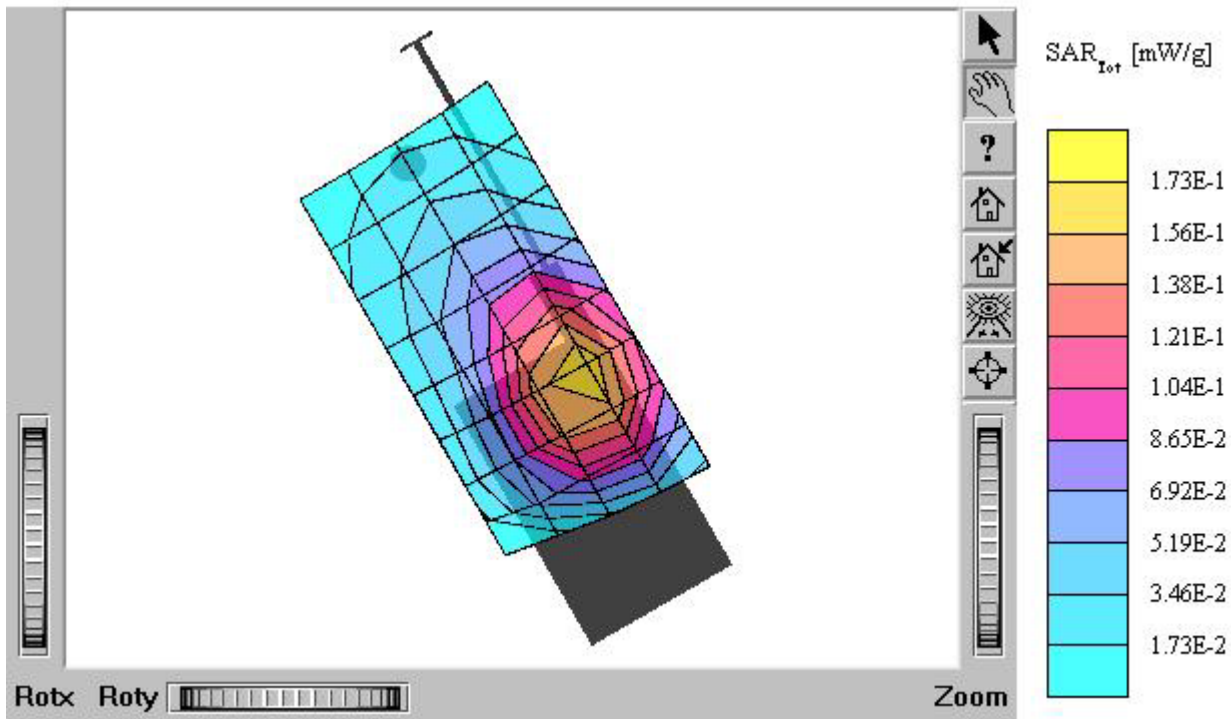 SAR_Tot [mW/g]
?
1.73E-1
1.56E-1
1.38E-1
1.21E-1
1.04E-1
8.65E-2
6.92E-2
5.19E-2
3.46E-2
1.73E-2
Rotx Roty Zoom